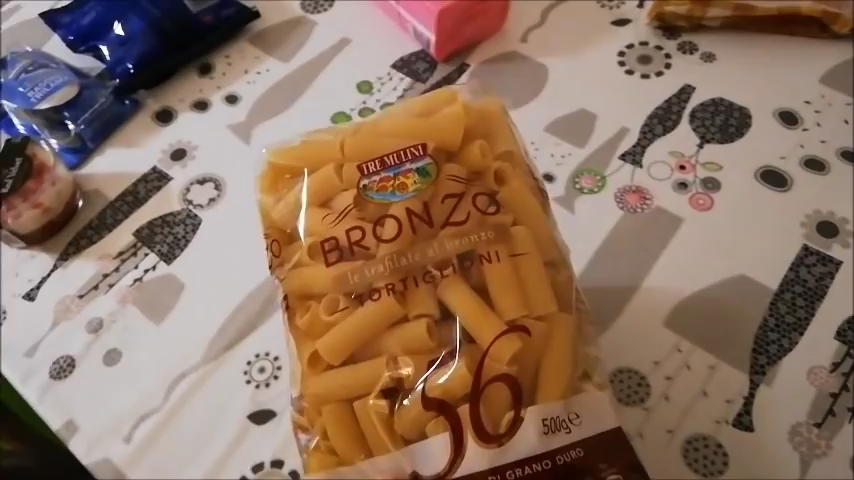 TRE MULINI
BRONZO
le trafilate al bronzo
TORTIGLIONI
56
500g e
DI GRANO DURO